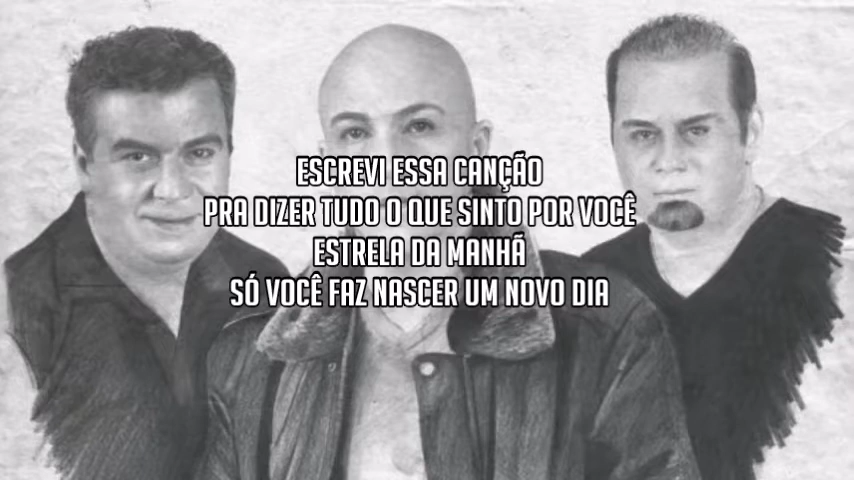 ESCREVI ESSA CANÇÃO
PRA DIZER TUDO O QUE SINTO POR VOCÊ
ESTRELA DA MANHÃ
SÓ VOCÊ FAZ NASCER UM NOVO DIA